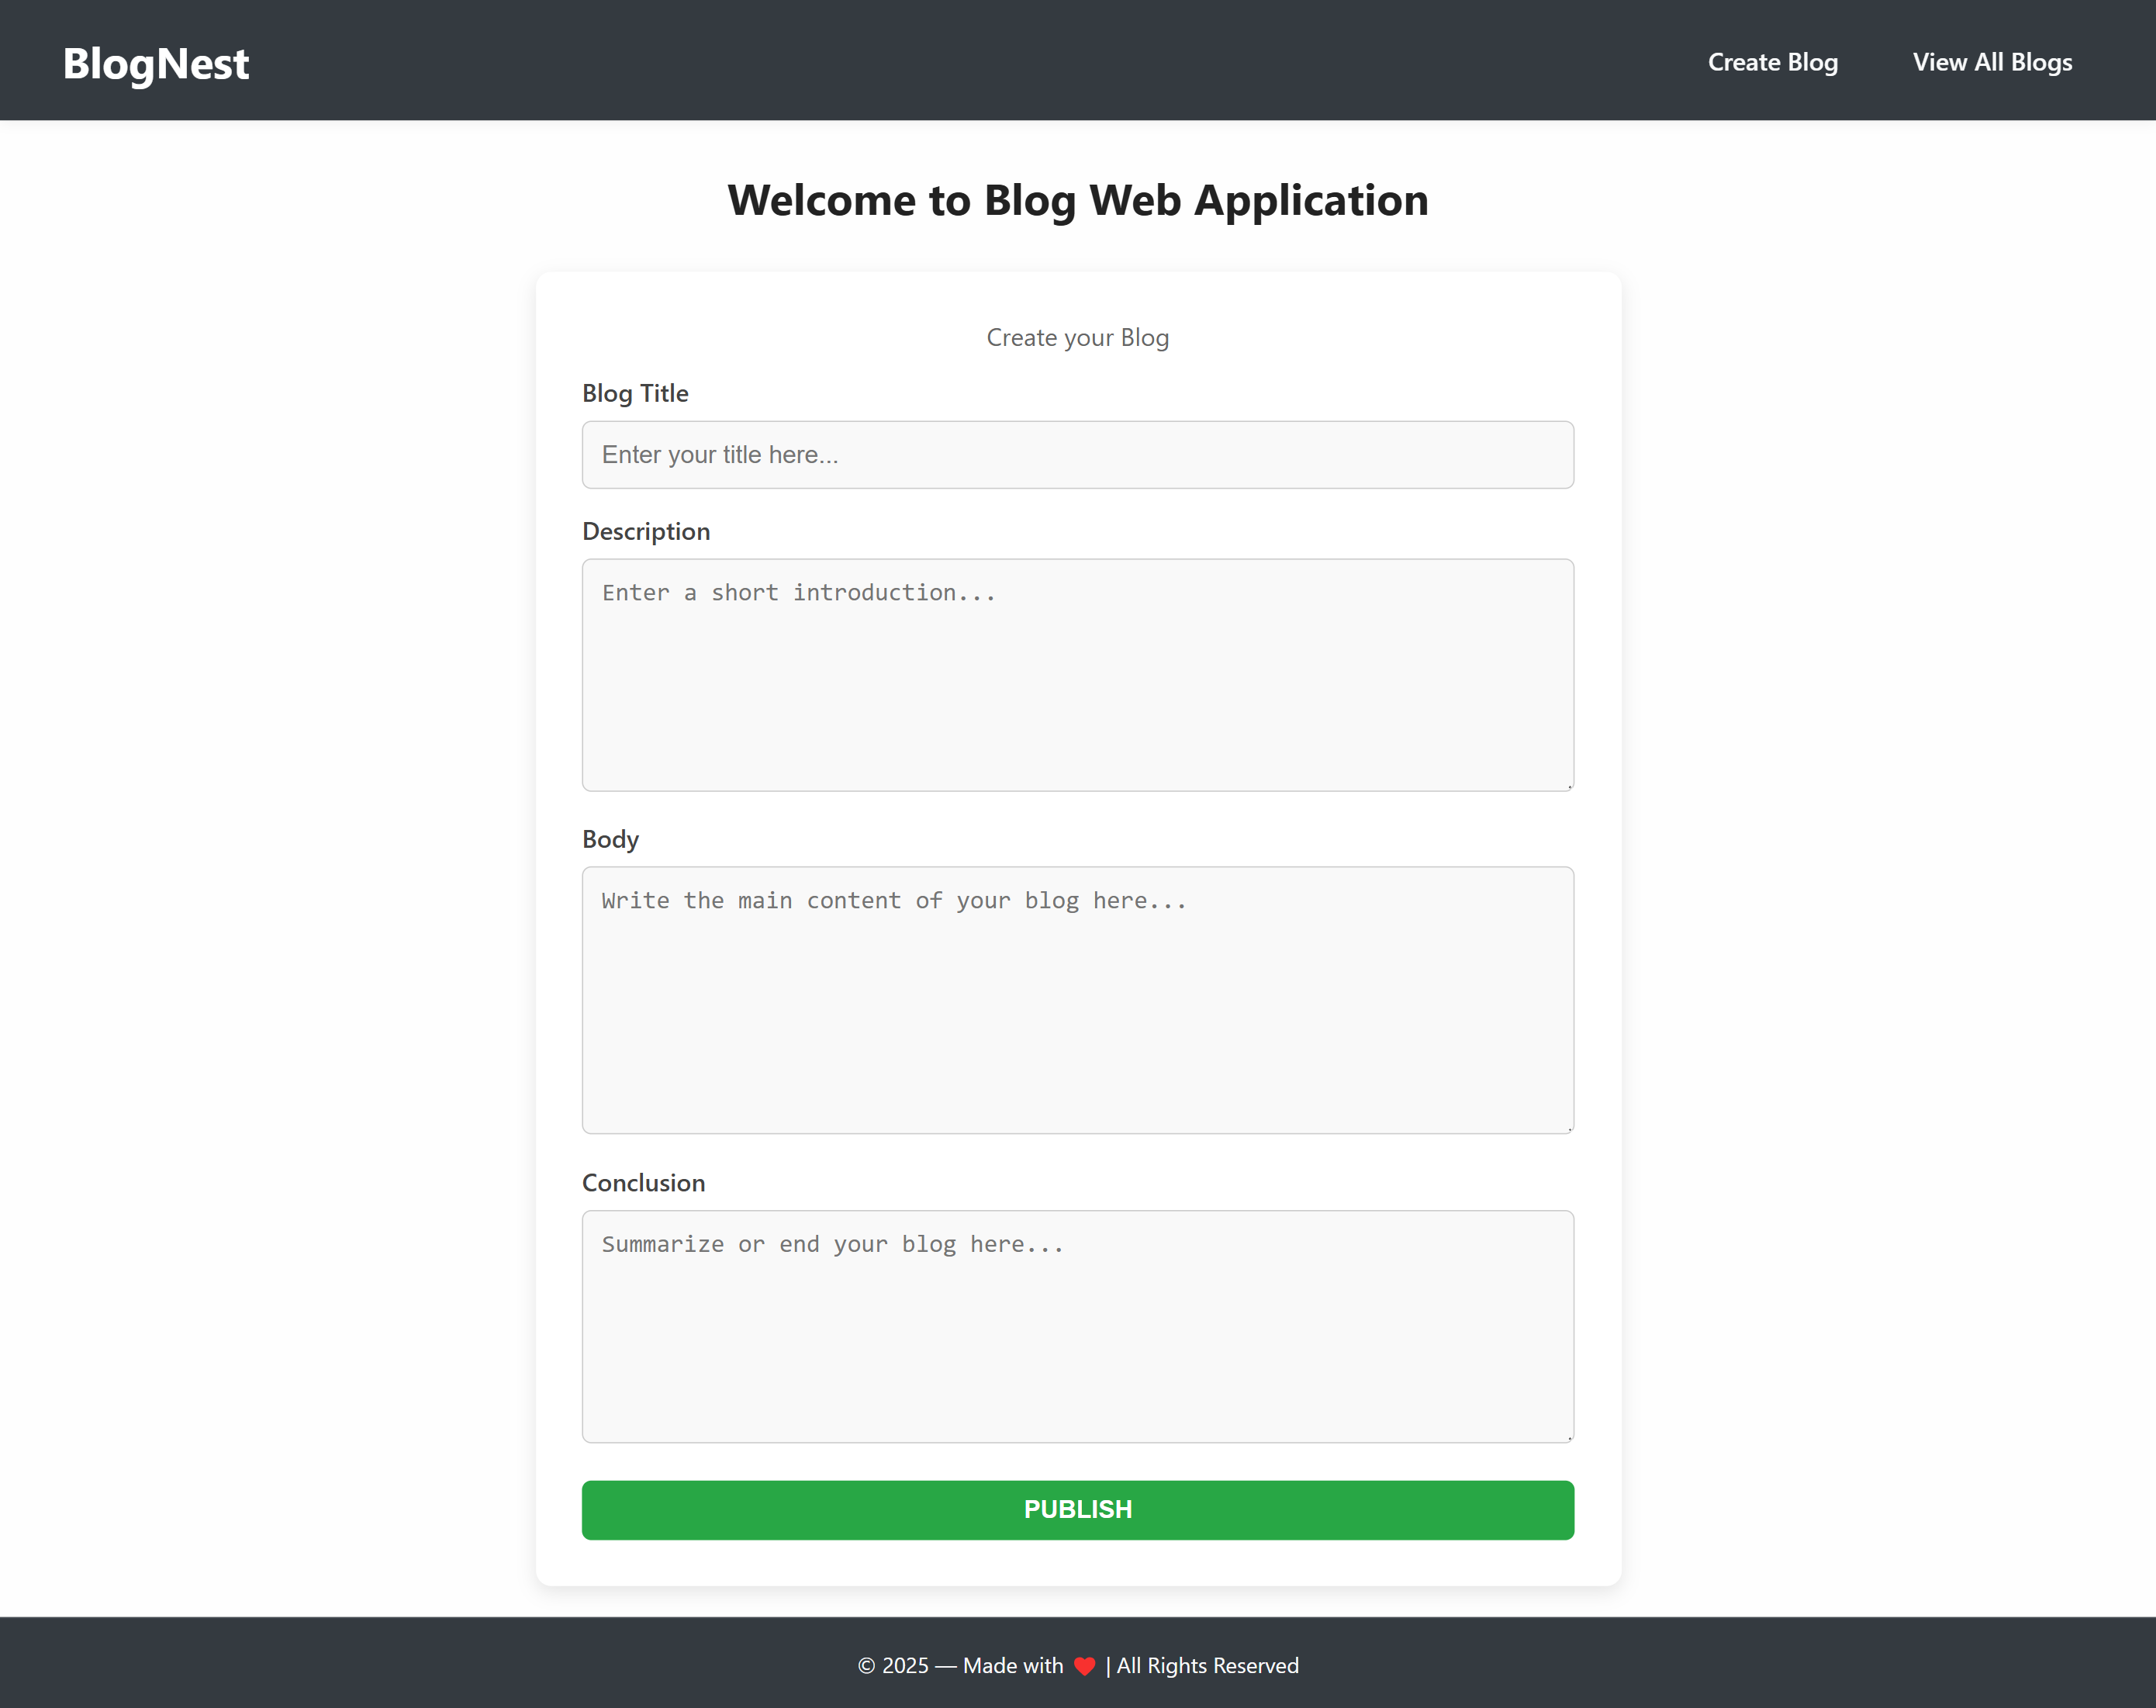 BlogNest
Create Blog
View All Blogs
Welcome to Blog Web Application
Create your Blog
Blog Title
Enter your title here...
Description
Enter a short introduction...
Body
Write the main content of your blog here...
Conclusion
Summarize or end your blog here...
PUBLISH
© 2025 — Made with ❤️ | All Rights Reserved